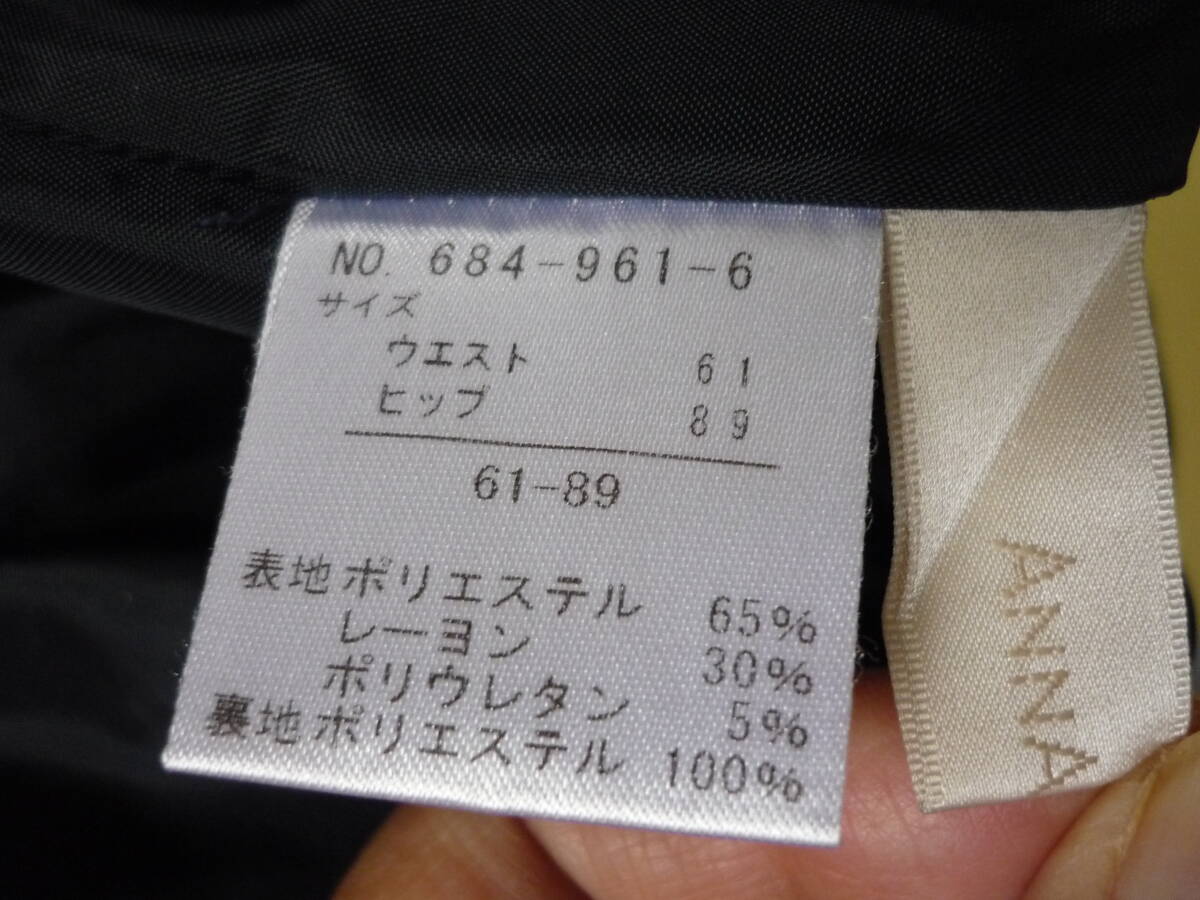 NO. 684-961-6
サイズ
ウエスト 61
ヒップ 89
61-89
表地ポリエステル 65%
レーヨン 30%
ポリウレタン 5%
裏地ポリエステル 100%
ANNA